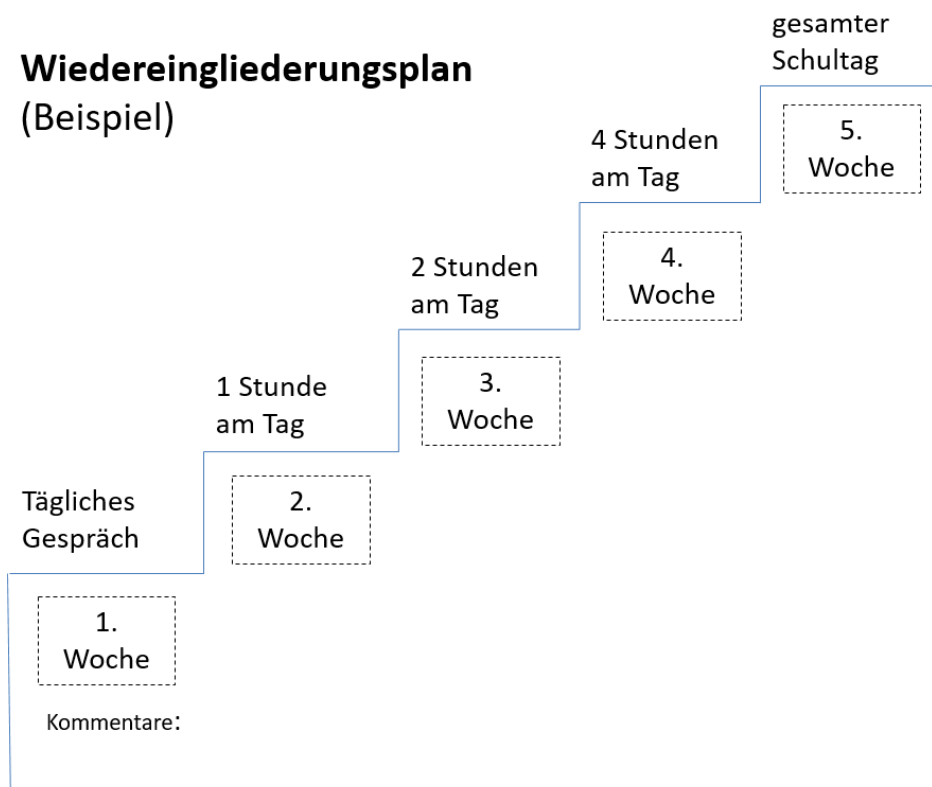 Wiedereingliederungsplan
(Beispiel)
gesamter
Schultag
5.
Woche
4 Stunden
am Tag
4.
Woche
2 Stunden
am Tag
3.
Woche
1 Stunde
am Tag
2.
Woche
Tägliches
Gespräch
1.
Woche
Kommentare: